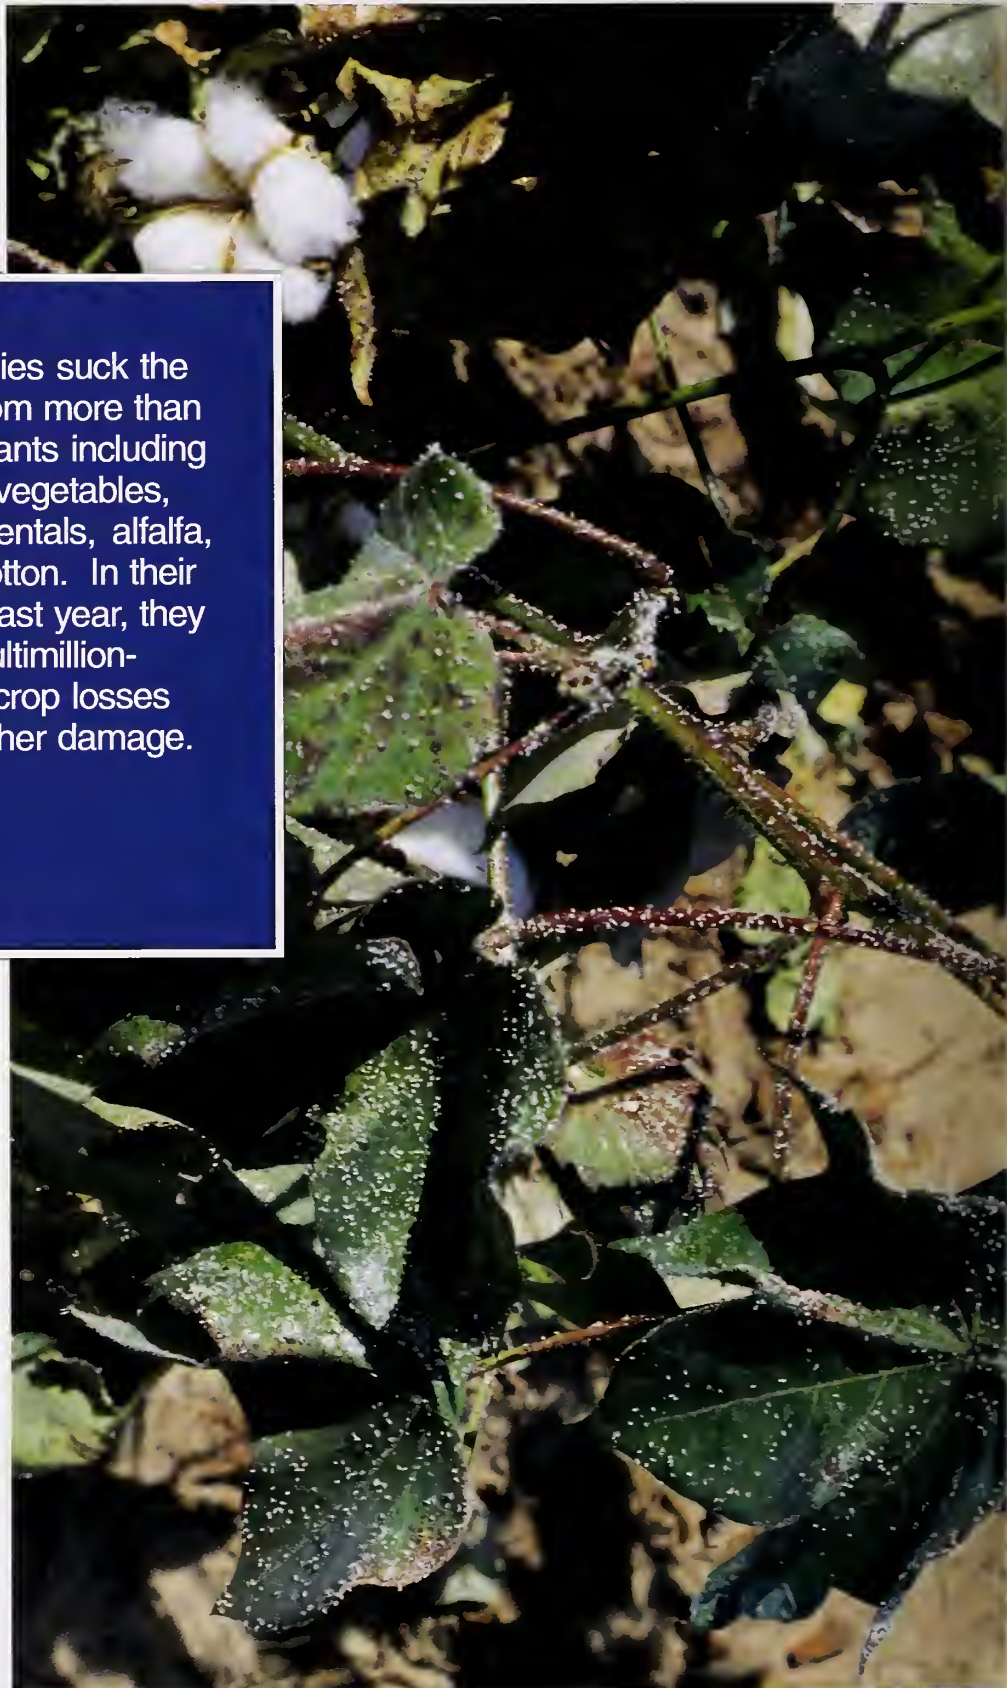 ies suck the
om more than
ants including
vegetables,
entals, alfalfa,
otton. In their
ast year, they
ultimillion-
crop losses
her damage.